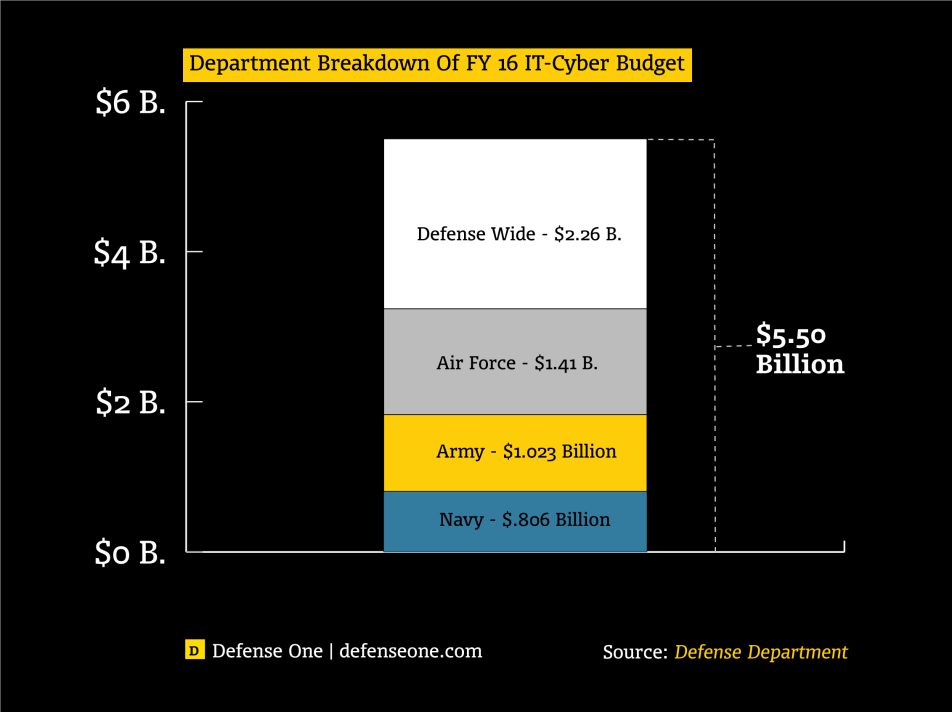 Department Breakdown Of FY 16 IT-Cyber Budget
$6 B.
$4 B.
$2 B.
$0 B.
Defense Wide - $2.26 B.
Air Force - $1.41 B.
Army - $1.023 Billion
Navy - $.806 Billion
$5.50
Billion
D Defense One | defenseone.com
Source: Defense Department